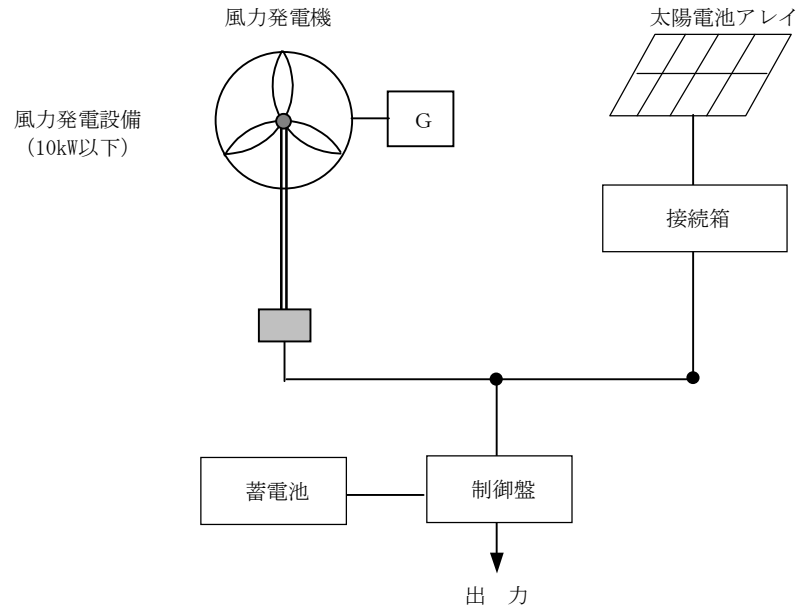 風力発電機
太陽電池アレイ
風力発電設備
(10kW以下)
G
接続箱
蓄電池
制御盤
出　力